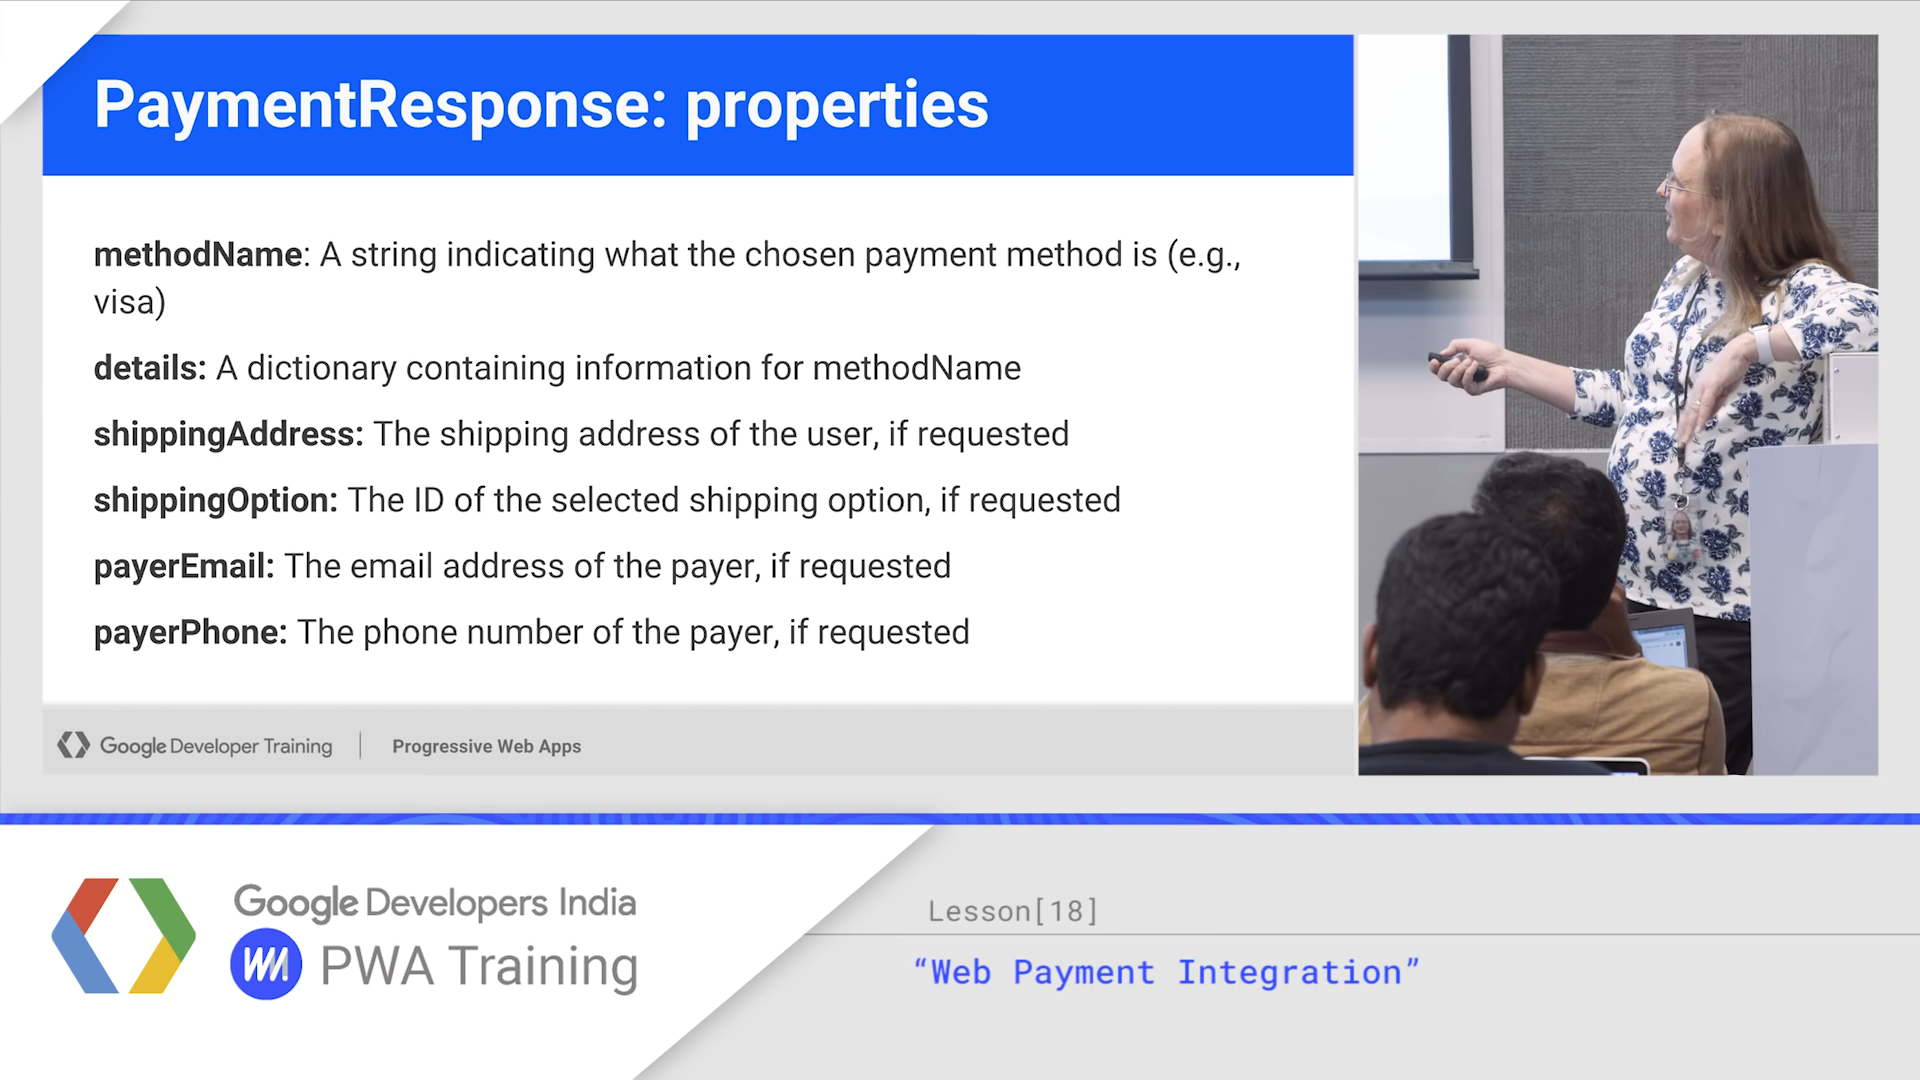 PaymentResponse: properties
methodName: A string indicating what the chosen payment method is (e.g.,
visa)
details: A dictionary containing information for methodName
shippingAddress: The shipping address of the user, if requested
shippingOption: The ID of the selected shipping option, if requested
payerEmail: The email address of the payer, if requested
payerPhone: The phone number of the payer, if requested
Google Developer Training
Progressive Web Apps
Google Developers India
PWA Training
Lesson[18]
“Web Payment Integration”